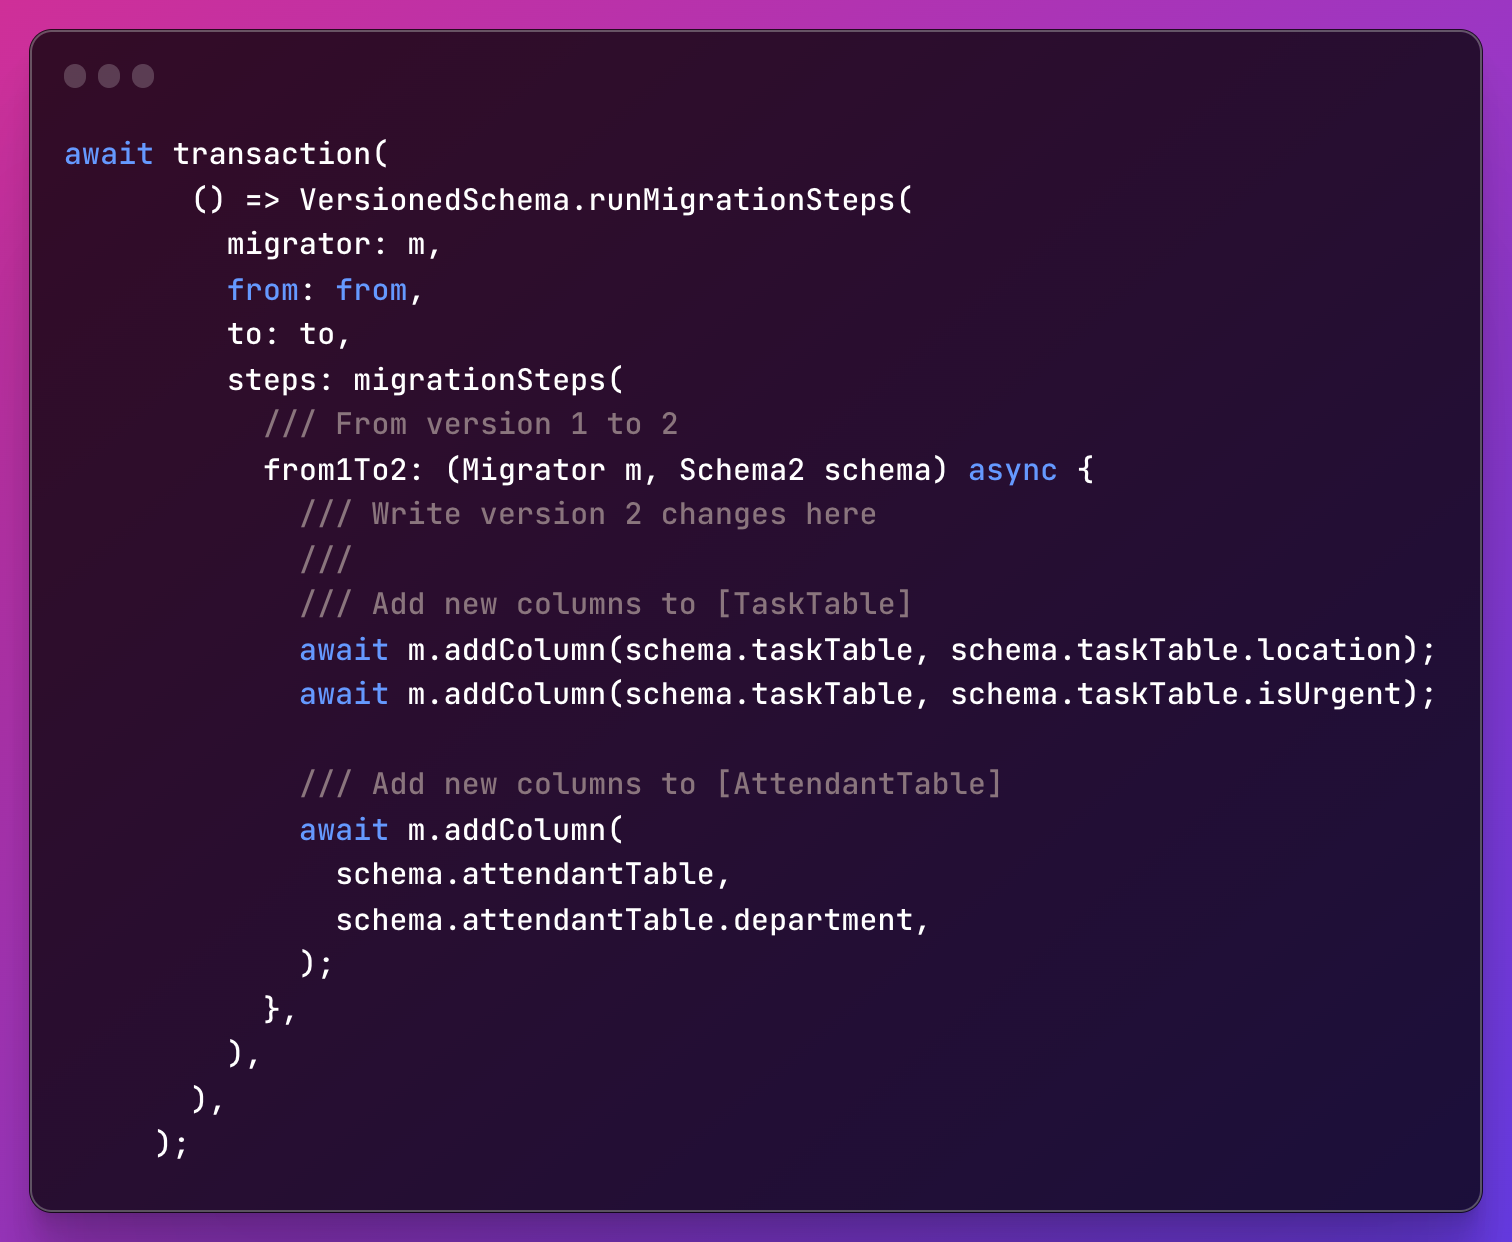 await transaction(
() => VersionedSchema.runMigrationSteps(
migrator: m,
from: from,
to: to,
steps: migrationSteps(
/// From version 1 to 2
from1To2: (Migrator m, Schema2 schema) async {
/// Write version 2 changes here
///
/// Add new columns to [TaskTable]
await m.addColumn(schema.taskTable, schema.taskTable.location);
await m.addColumn(schema.taskTable, schema.taskTable.isUrgent);
/// Add new columns to [AttendantTable]
await m.addColumn(
schema.attendantTable,
schema.attendantTable.department,
);
},
),
),
);